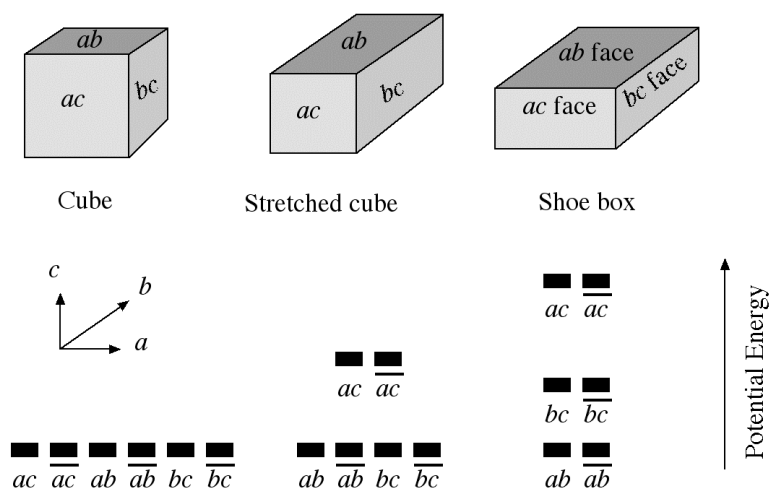 ab
ac
bc
Cube
ab
ac
bc
Stretched cube
ab face
ac face
bc face
Shoe box
c
b
a
ac ac
bc bc
ab ab
ac ac
ab ab bc bc
ac ac ab ab bc bc
Potential Energy